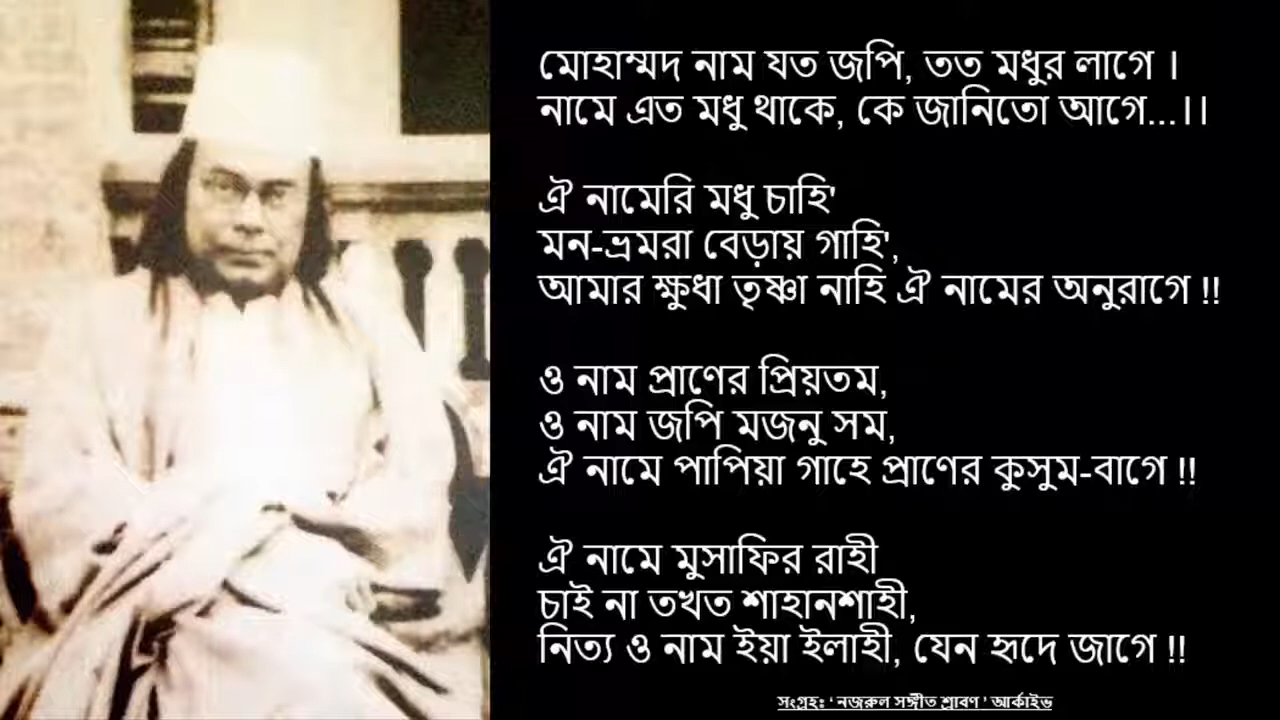 মোহাম্মদ নাম যত জপি, তত মধুর লাগে ।
নামে এত মধু থাকে, কে জানিতো আগে...।।
ঐ নামেরি মধু চাহি'
মন-ভ্রমরা বেড়ায় গাহি',
আমার ক্ষুধা তৃষ্ণা নাহি ঐ নামের অনুরাগে !!
ও নাম প্রাণের প্রিয়তম,
ও নাম জপি মজনু সম,
ঐ নামে পাপিয়া গাহে প্রাণের কুসুম-বাগে !!
ঐ নামে মুসাফির রাহী
চাই না তখত শাহানশাহী,
নিত্য ও নাম ইয়া ইলাহী, যেন হৃদে জাগে !!
সংগ্রহঃ ‘ নজরুল সঙ্গীত শ্রাবণ ’ আর্কাইভ